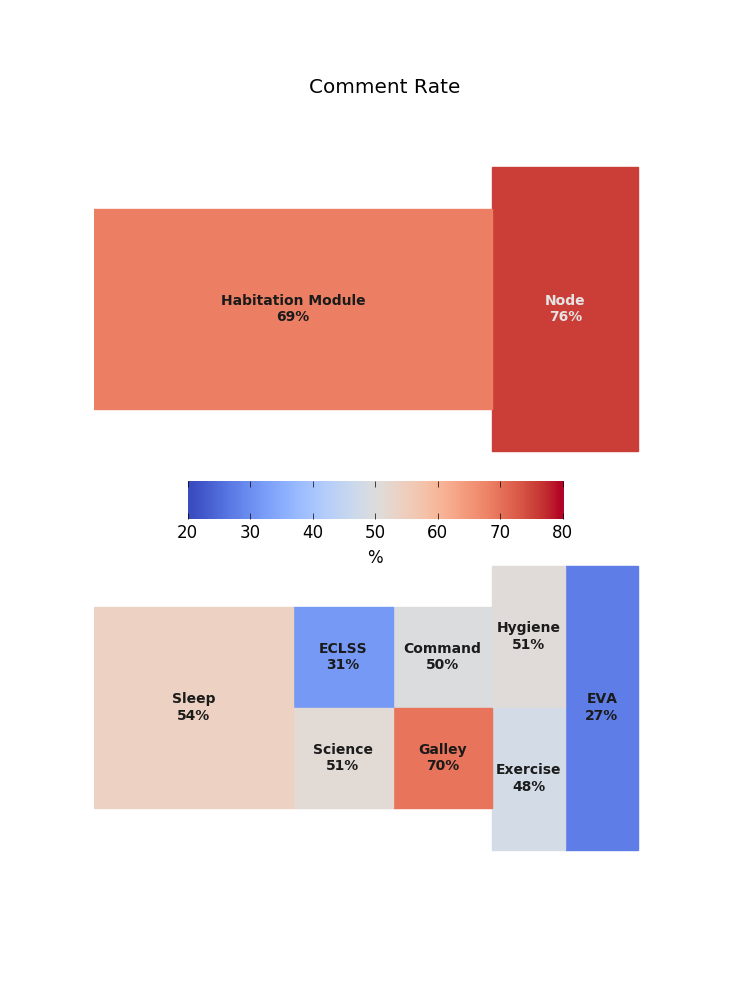 Comment Rate
Habitation Module
69%
Node
76%
20 30 40 50 60 70 80
%
Hygiene
51%
ECLSS
31%
Command
50%
Sleep
54%
EVA
27%
Science
51%
Galley
70%
Exercise
48%